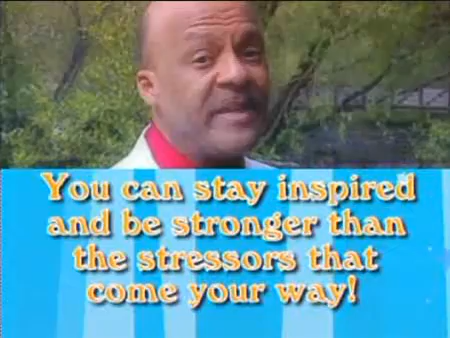 You can stay inspired
and be stronger than
the stressors that
come your way!